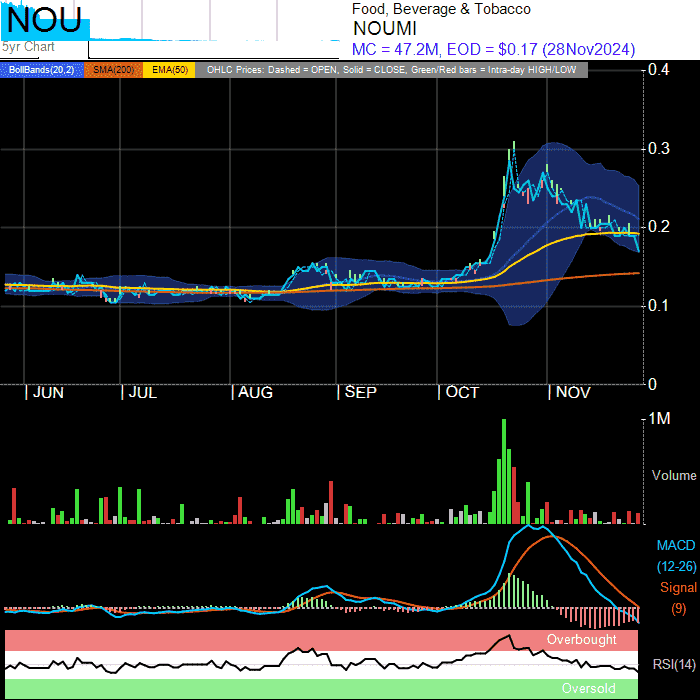 NOU
5yr Chart
Food, Beverage & Tobacco
NOUMI
MC = 47.2M, EOD = $0.17 (28Nov2024)
BollBands(20,2) SMA(200) EMA(50) OHLC Prices: Dashed = OPEN, Solid = CLOSE, Green/Red bars = Intra-day HIGH/LOW
0.4
0.3
0.2
0.1
0
JUN JUL AUG SEP OCT NOV
1M
Volume
MACD
(12-26)
Signal
(9)
Overbought
RSI(14)
Oversold